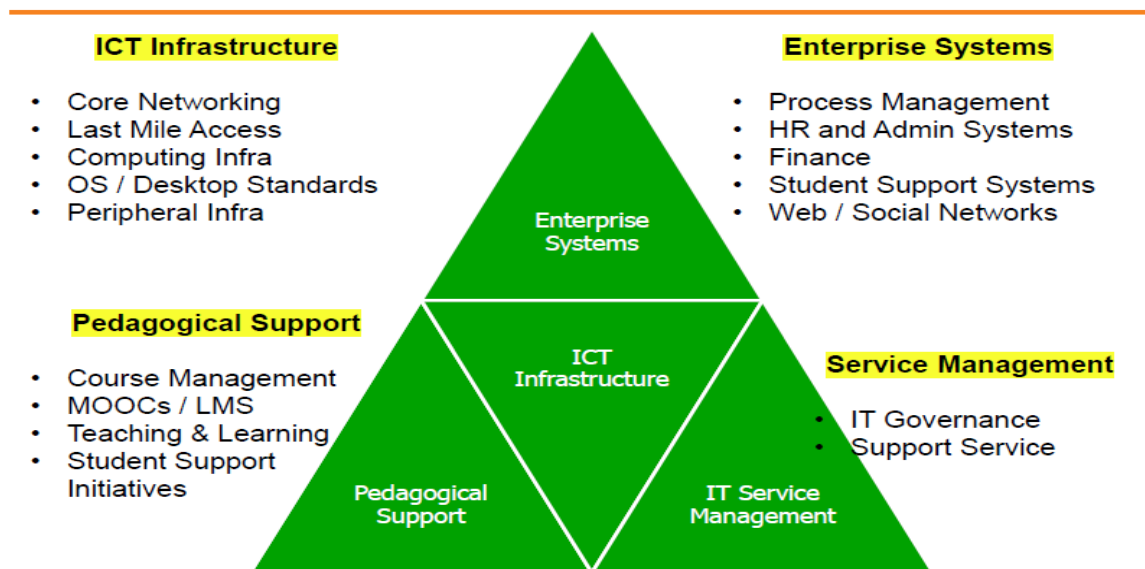 ICT Infrastructure
• Core Networking
• Last Mile Access
• Computing Infra
• OS / Desktop Standards
• Peripheral Infra
Enterprise Systems
• Process Management
• HR and Admin Systems
• Finance
• Student Support Systems
• Web / Social Networks
Enterprise
Systems
Pedagogical Support
• Course Management
• MOOCs / LMS
• Teaching & Learning
• Student Support
Initiatives
ICT
Infrastructure
Service Management
• IT Governance
• Support Service
Pedagogical
Support
IT Service
Management